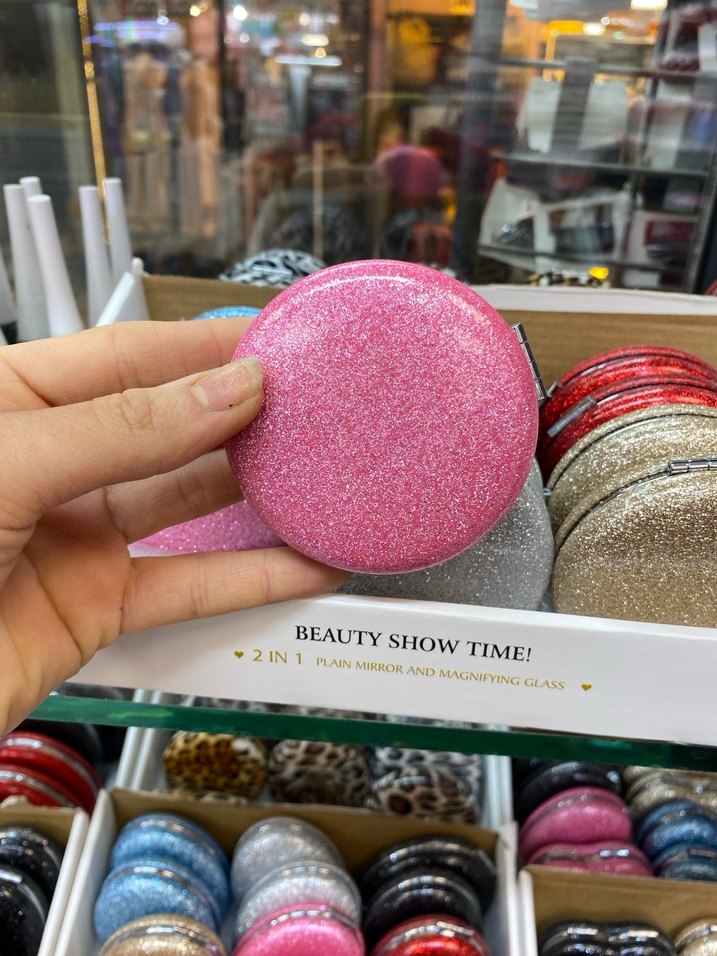 BEAUTY SHOW TIME!
2 IN 1 PLAIN MIRROR AND MAGNIFYING GLASS